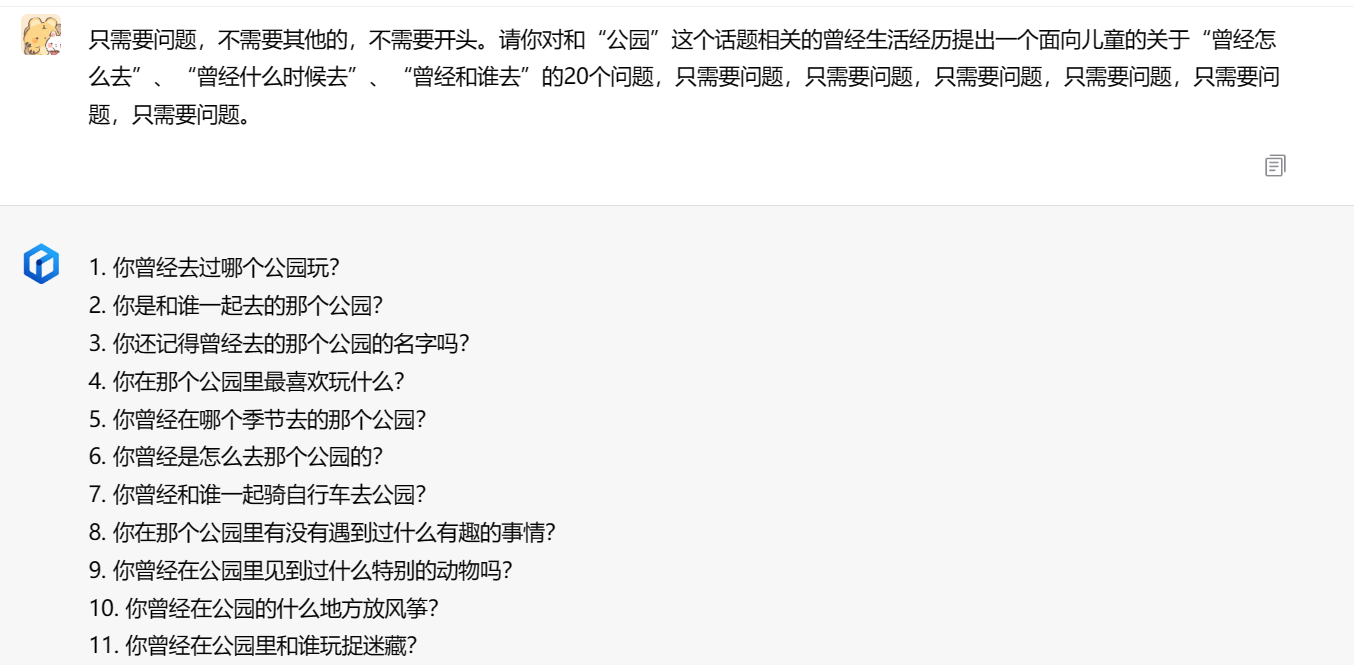 只需要问题，不需要其他的，不需要开头。请你对和“公园”这个话题相关的曾经生活经历提出一个面向儿童的关于“曾经怎
么去”、“曾经什么时候去”、“曾经和谁去”的20个问题，只需要问题，只需要问题，只需要问题，只需要问题，只需要问
题，只需要问题。
1. 你曾经去过哪个公园玩？
2. 你是和谁一起去的那个公园？
3. 你还记得曾经去的那个公园的名字吗？
4. 你在那个公园里最喜欢玩什么？
5. 你曾经在哪个季节去的那个公园？
6. 你曾经是怎么去那个公园的？
7. 你曾经和谁一起骑自行车去公园？
8. 你在那个公园里有没有遇到过什么有趣的事情？
9. 你曾经在公园里见到过什么特别的动物吗？
10. 你曾经在公园的什么地方放风筝？
11. 你曾经在公园里和谁玩捉迷藏？